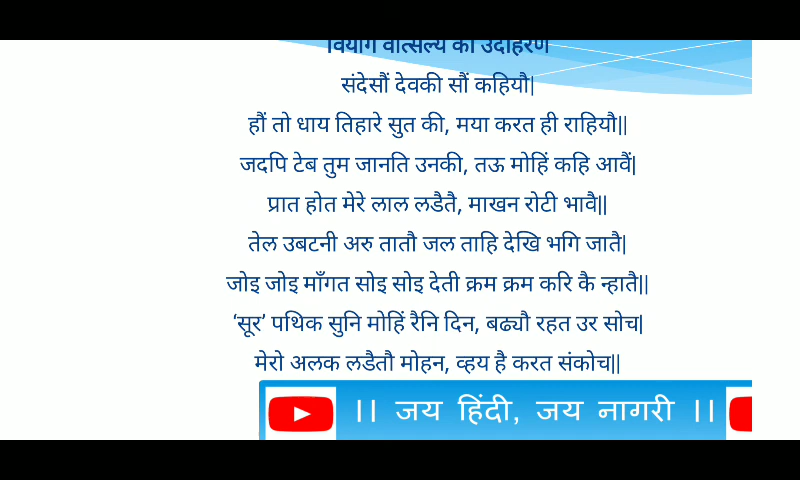 वियोग वात्सल्य का उदाहरण
संदेसौं देवकी सौं कहियौ|
हौं तो धाय तिहारे सुत की, मया करत ही राहियौ||
जदपि टेब तुम जानति उनकी, तऊ मोहिं कहि आवैं|
प्रात होत मेरे लाल लडैतै, माखन रोटी भावै||
तेल उबटनी अरु तातौ जल ताहि देखि भगि जातै|
जोइ जोइ माँगत सोइ सोइ देती क्रम क्रम करि कै न्हातै||
‘सूर’ पथिक सुनि मोहिं रैनि दिन, बढ्यौ रहत उर सोच|
मेरो अलक लडैतौ मोहन, व्हय है करत संकोच||
।। जय हिंदी, जय नागरी ।।